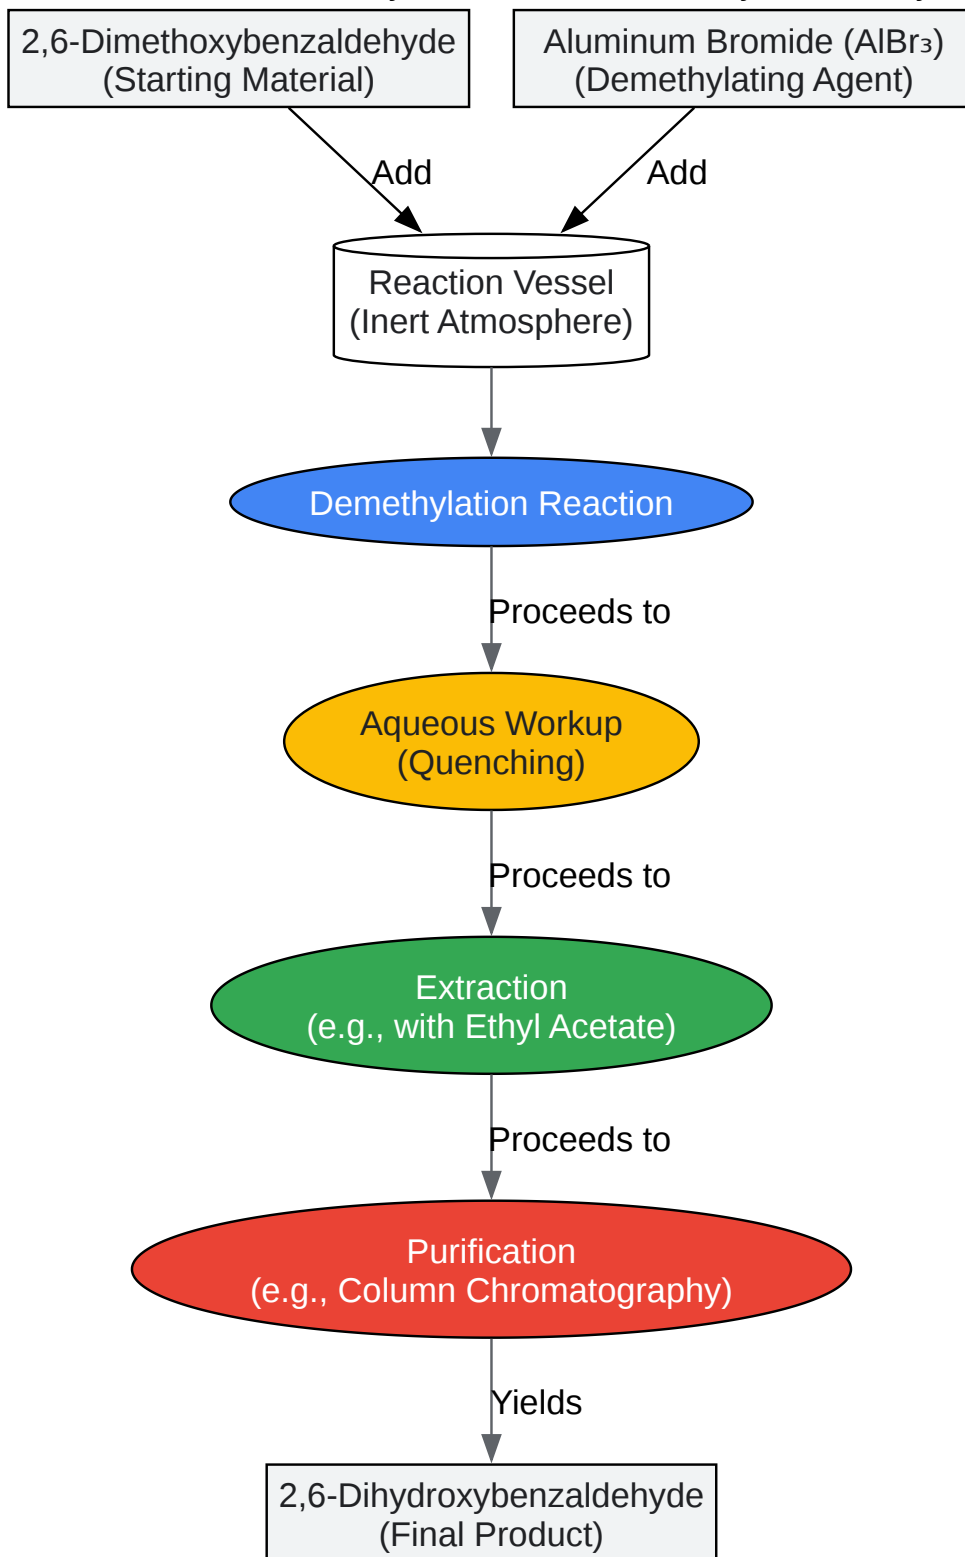 2,6-Dimethoxybenzaldehyde
(Starting Material)
Aluminum Bromide (AlBr₃)
(Demethylating Agent)
Add
Add
Reaction Vessel
(Inert Atmosphere)
Demethylation Reaction
Proceeds to
Aqueous Workup
(Quenching)
Proceeds to
Extraction
(e.g., with Ethyl Acetate)
Proceeds to
Purification
(e.g., Column Chromatography)
Yields
2,6-Dihydroxybenzaldehyde
(Final Product)